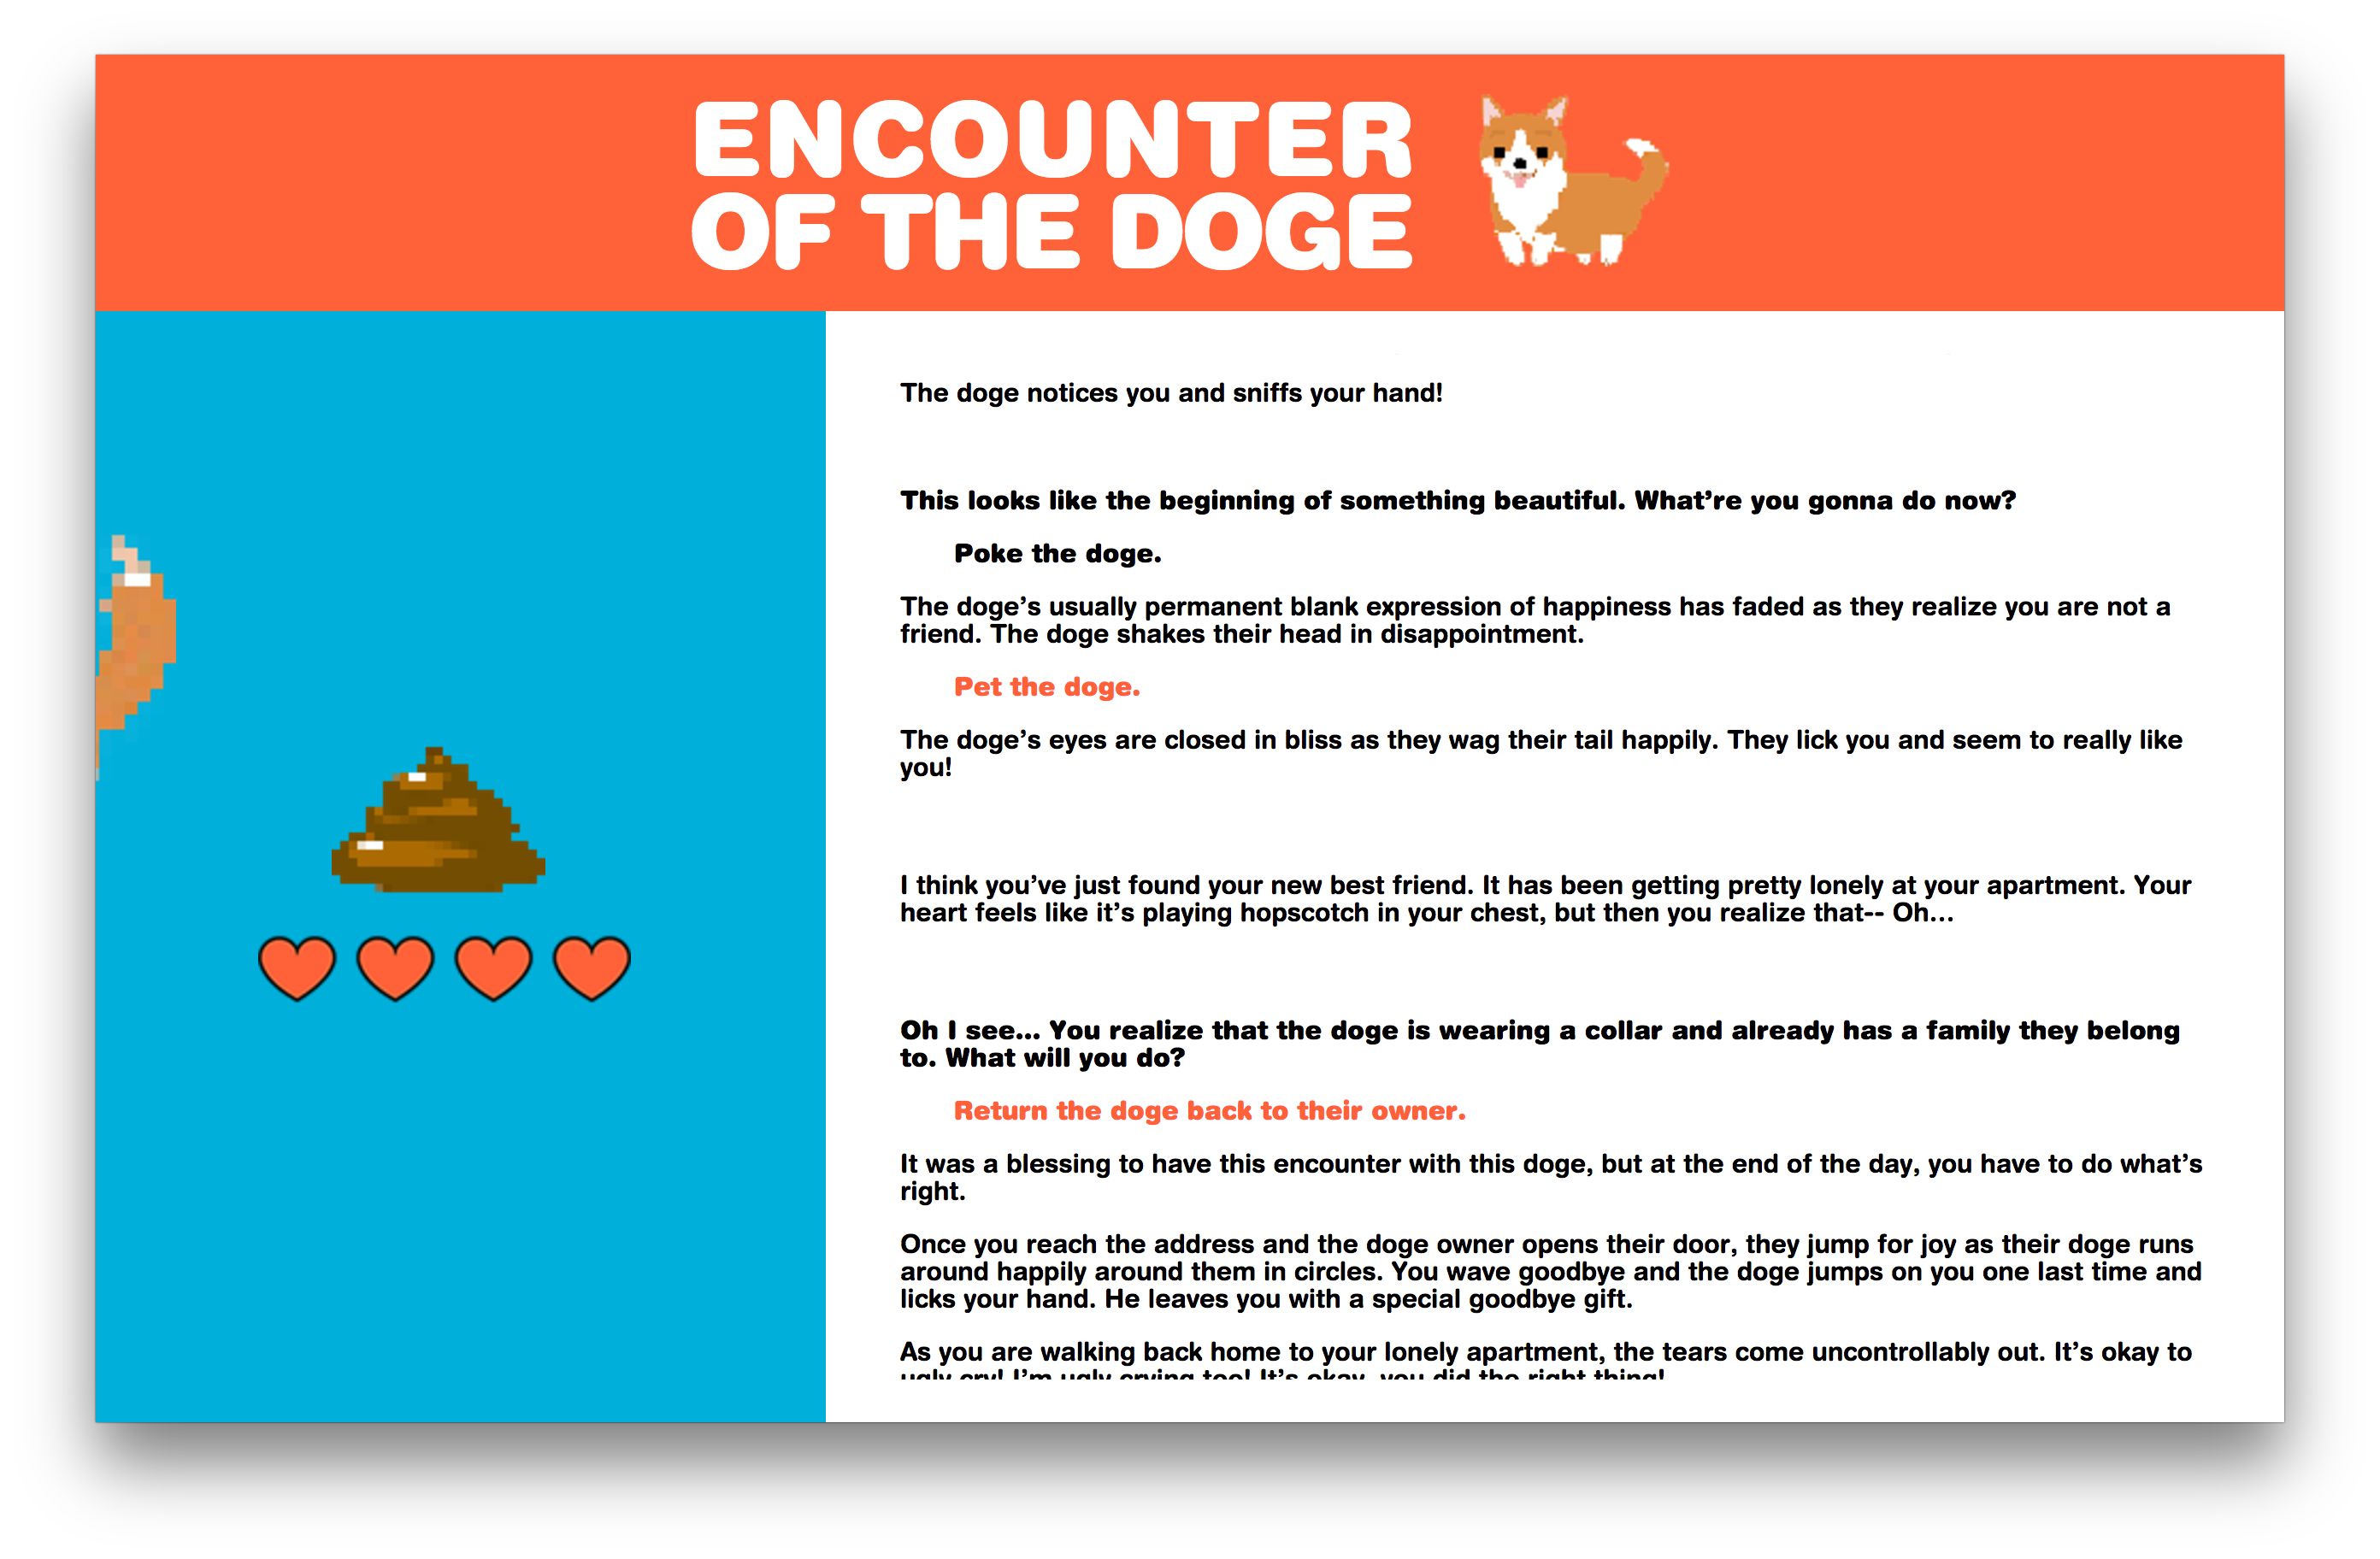 ENCOUNTER
OF THE DOGE
The doge notices you and sniffs your hand!
This looks like the beginning of something beautiful. What’re you gonna do now?
Poke the doge.
The doge’s usually permanent blank expression of happiness has faded as they realize you are not a
friend. The doge shakes their head in disappointment.
Pet the doge.
The doge’s eyes are closed in bliss as they wag their tail happily. They lick you and seem to really like
you!
I think you’ve just found your new best friend. It has been getting pretty lonely at your apartment. Your
heart feels like it’s playing hopscotch in your chest, but then you realize that-- Oh...
Oh I see... You realize that the doge is wearing a collar and already has a family they belong
to. What will you do?
Return the doge back to their owner.
It was a blessing to have this encounter with this doge, but at the end of the day, you have to do what’s
right.
Once you reach the address and the doge owner opens their door, they jump for joy as their doge runs
around happily around them in circles. You wave goodbye and the doge jumps on you one last time and
licks your hand. He leaves you with a special goodbye gift.
As you are walking back home to your lonely apartment, the tears come uncontrollably out. It’s okay to
ugly cry! I’m ugly crying too! It’s okay, you did the right thing!